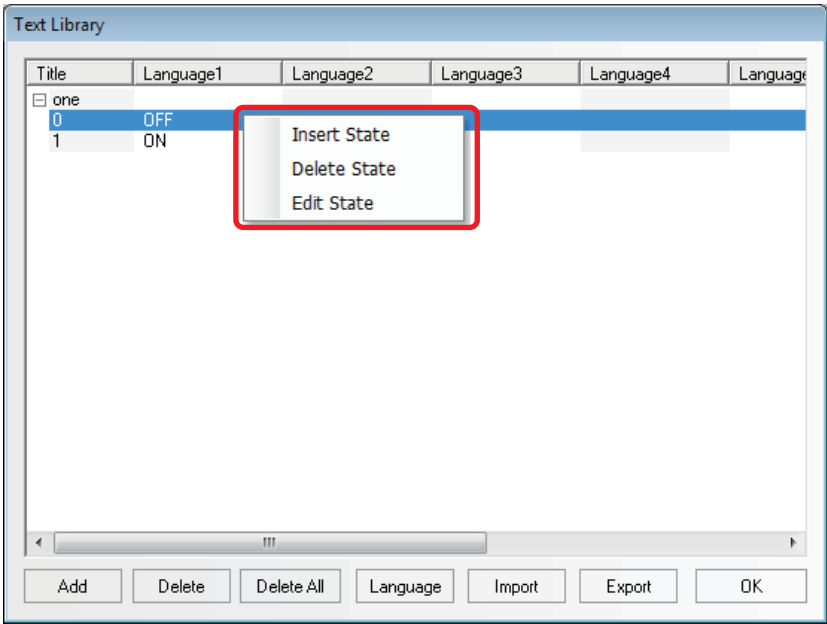 Text Library
Title Language1 Language2 Language3 Language4 Language
one
0 OFF
1 ON
Insert State
Delete State
Edit State
Add Delete Delete All Language Import Export OK